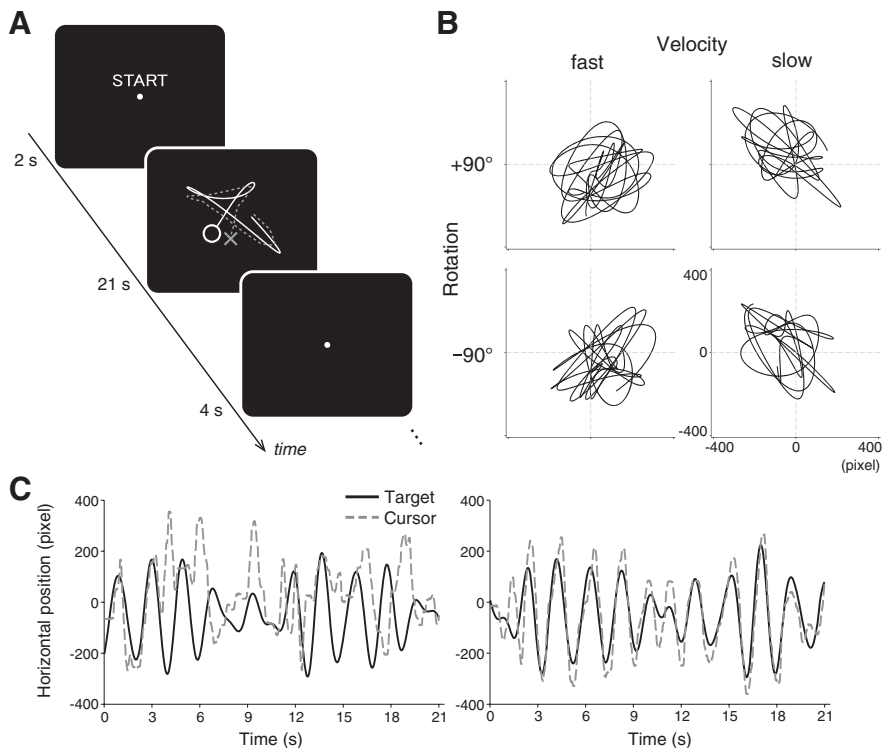 A
START
2 s
21 s
4 s
time
B
Velocity
fast
slow
Rotation
+90°
−90°
400
0
-400
-400
0
400
(pixel)
C
Horizontal position (pixel)
Target
Cursor
400
200
0
-200
-400
0
3
6
9
12
15
18
21
Time (s)
400
200
0
-200
-400
0
3
6
9
12
15
18
21
Time (s)